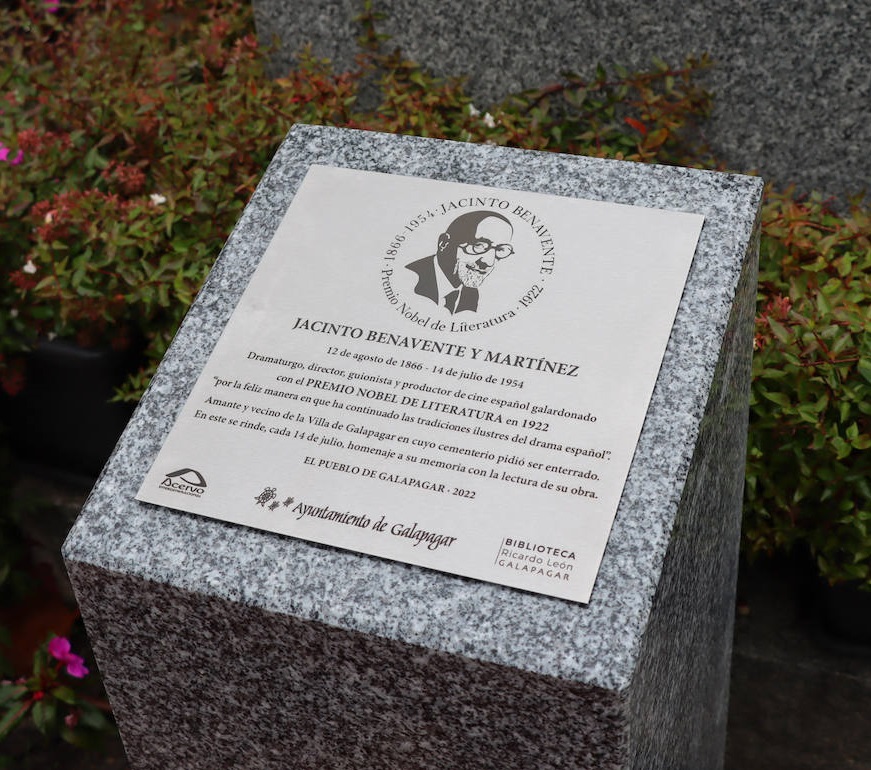 · 1866-1954 · JACINTO BENAVENTE ·
Premio Nobel de Literatura · 1922 ·
JACINTO BENAVENTE Y MARTÍNEZ
12 de agosto de 1866 - 14 de julio de 1954
Dramaturgo, director, guionista y productor de cine español galardonado
con el PREMIO NOBEL DE LITERATURA en 1922
"por la feliz manera en que ha continuado las tradiciones ilustres del drama español".
Amante y vecino de la Villa de Galapagar en cuyo cementerio pidió ser enterrado.
En este se rinde, cada 14 de julio, homenaje a su memoria con la lectura de su obra.
EL PUEBLO DE GALAPAGAR · 2022
Acervo
Ayuntamiento de Galapagar
BIBLIOTECA
Ricardo León
GALAPAGAR